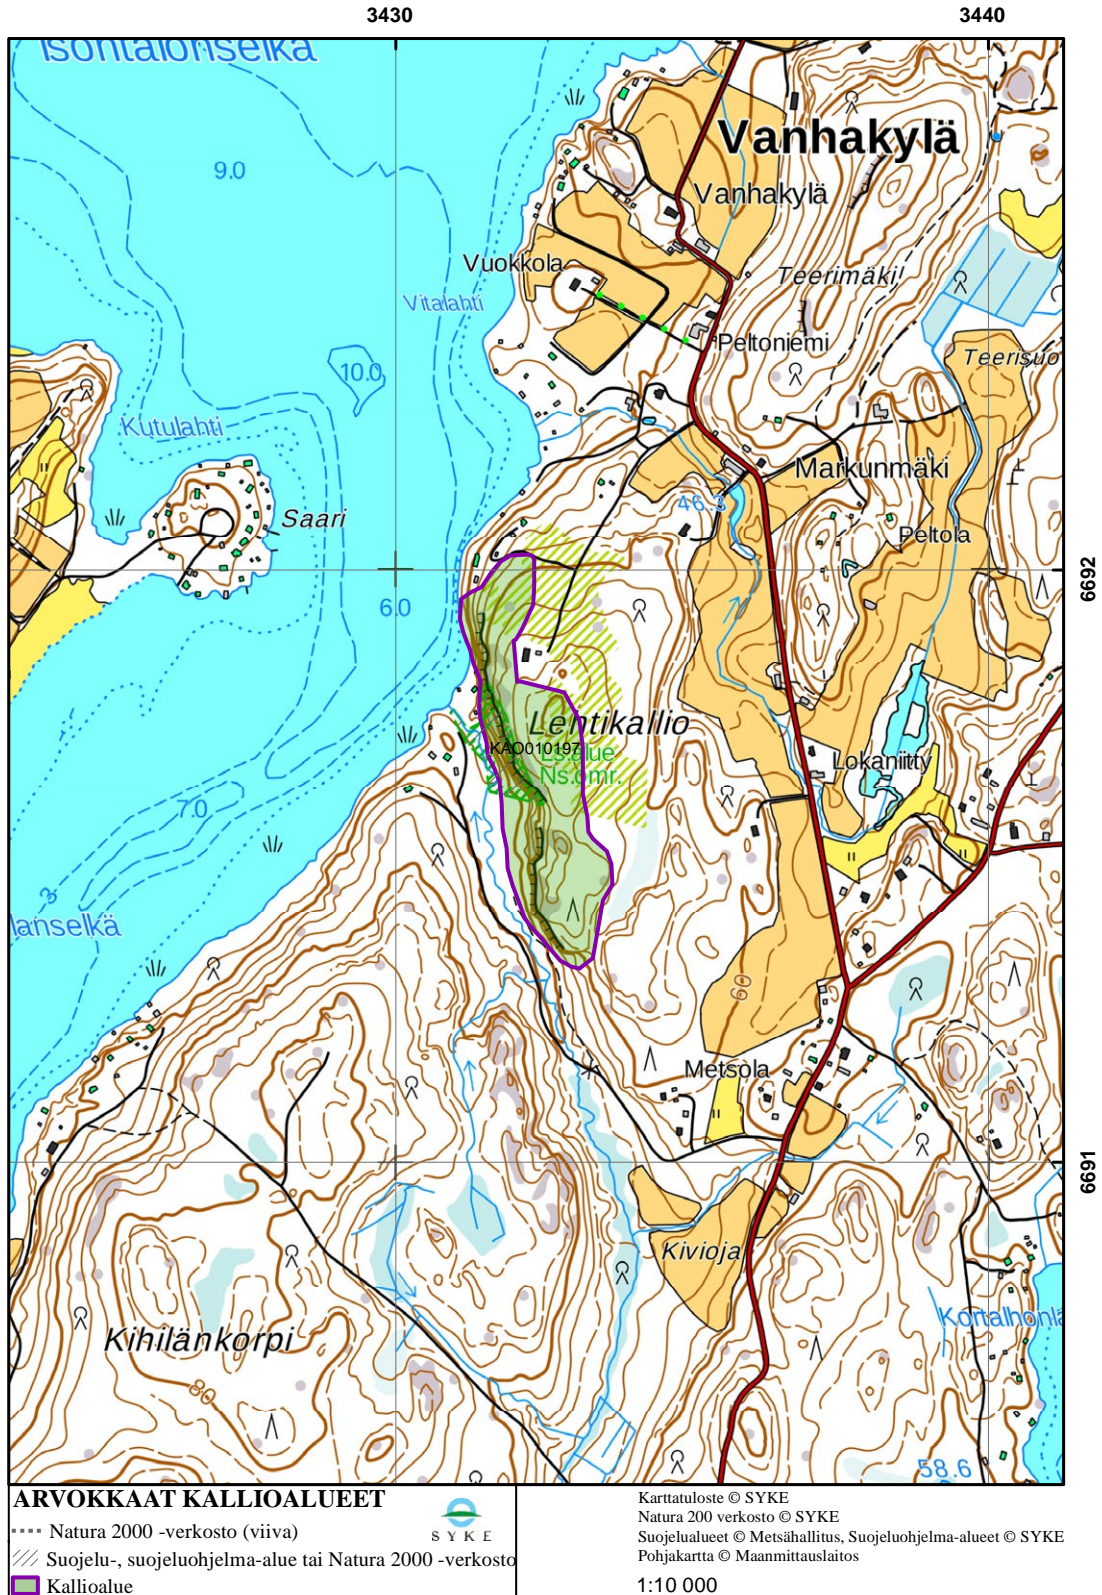 3430
3440
Isontalonselkä
9.0
Vanhakylä
Vanhakylä
Vuokkola
Teerimäki
Vitalahti
Peltoniemi
Teerisuo
10.0
Kutulahti
Markunmäki
46.3
Saari
Peltola
6692
6.0
Lehtikallio
KAO010197
Ls.alue
Ns.ǫmr.
Lokaniitty
7.0
3
lanselkä
60
Metsola
6691
Kivioja
Kortalhonla
Kihilänkorpi
80
58.6
ARVOKKAAT KALLIOALUEET
SYKE
Natura 2000 -verkosto (viiva)
Suojelu-, suojeluohjelma-alue tai Natura 2000 -verkosto
Kallioalue
Karttatuloste © SYKE
Natura 200 verkosto © SYKE
Suojelualueet © Metsähallitus, Suojeluohjelma-alueet © SYKE
Pohjakartta © Maanmittauslaitos
1:10 000